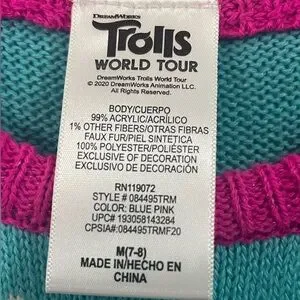 DREAMWORKS
Trolls
WORLD TOUR
DreamWorks Trolls World Tour
© 2020 DreamWorks Animation LLC.
All Rights Reserved.
BODY/CUERPO
99% ACRYLIC/ACRÍLICO
1% OTHER FIBERS/OTRAS FIBRAS
FAUX FUR/PIEL SINTETICA
100% POLYESTER/POLIÉSTER
EXCLUSIVE OF DECORATION
EXCLUSIVO DE DECORACIÓN
RN119072
STYLE # 084495TRM
COLOR: BLUE PINK
UPC# 193058143284
CPSIA#:084495TRMF20
M(7-8)
MADE IN/HECHO EN
CHINA